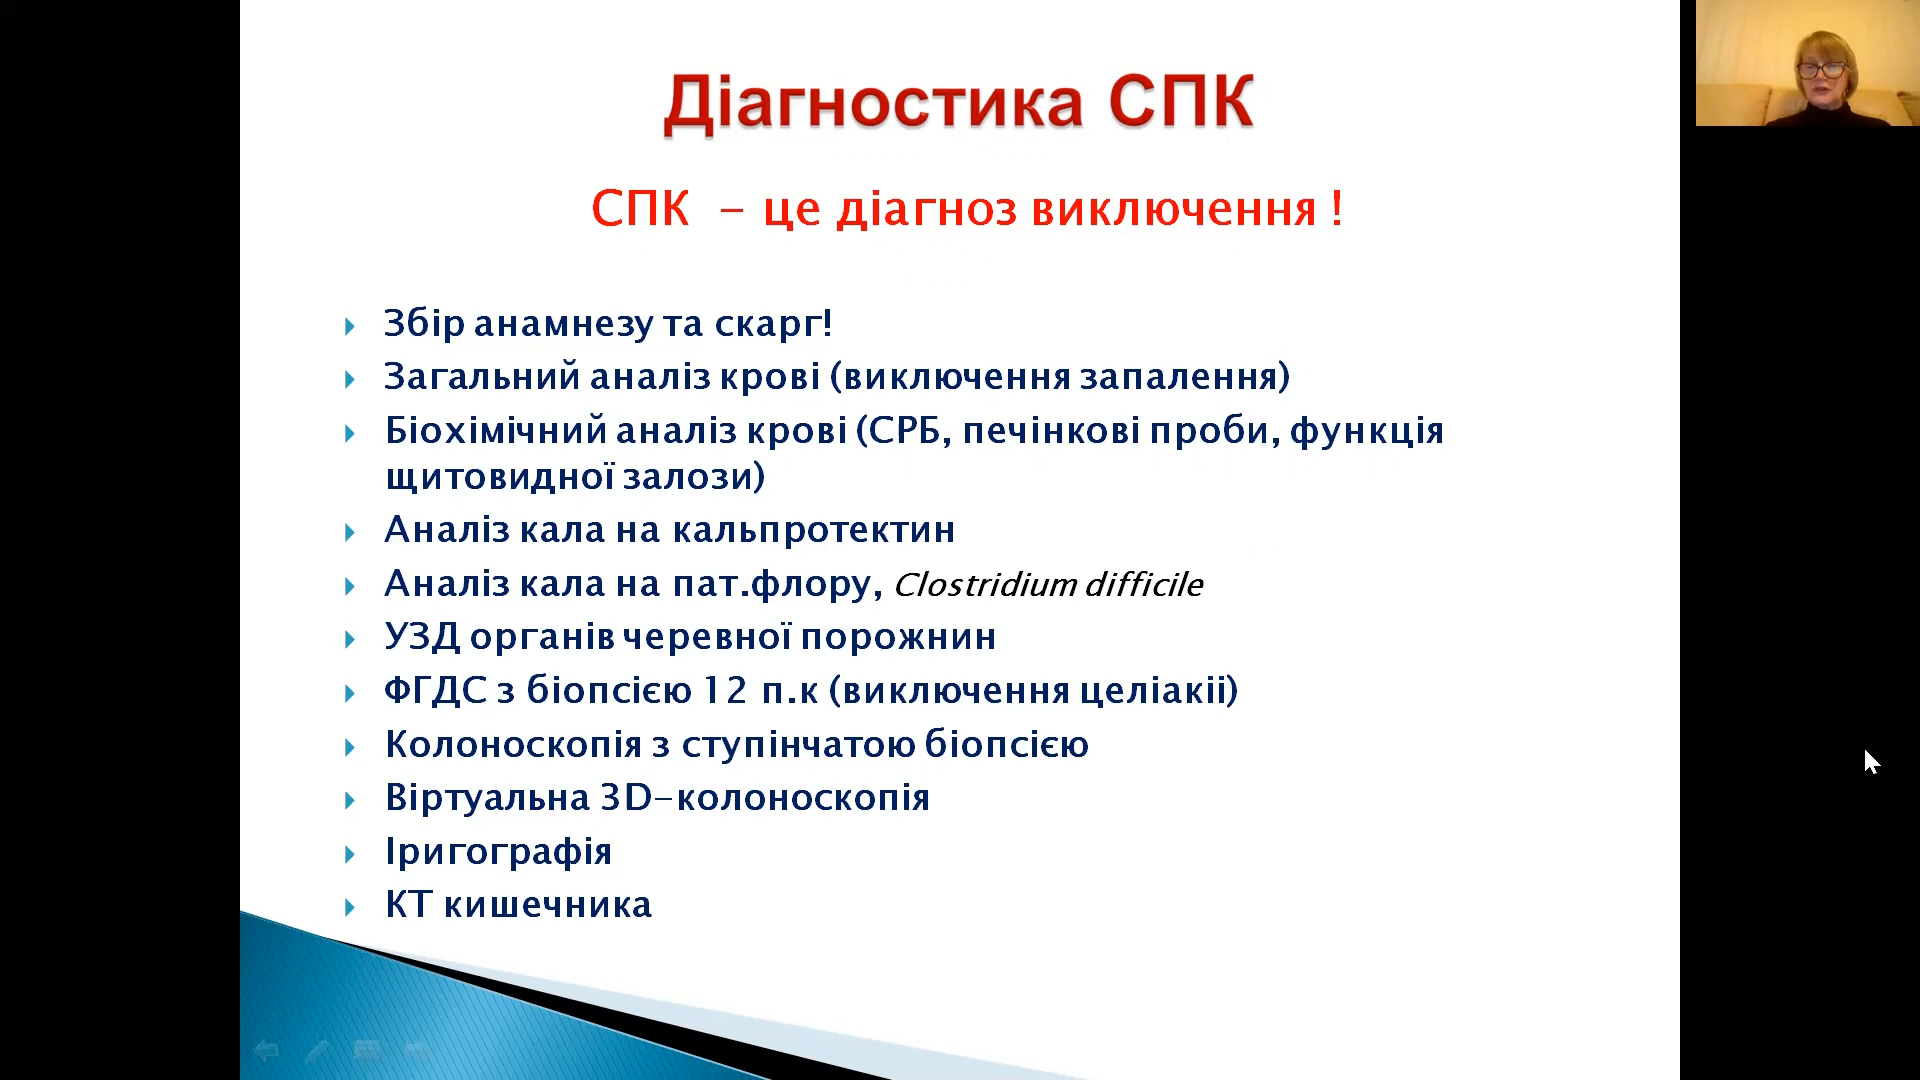 Діагностика СПК
СПК - це діагноз виключення !
Збір анамнезу та скарг!
Загальний аналіз крові (виключення запалення)
Біохімічний аналіз крові (СРБ, печінкові проби, функція
щитовидної залози)
Аналіз кала на кальпротектин
Аналіз кала на пат.флору, Clostridium difficile
УЗД органів черевної порожнин
ФГДС з біопсією 12 п.к (виключення целіакіі)
Колоноскопія з ступінчатою біопсією
Віртуальна 3D-колоноскопія
Іригографія
КТ кишечника